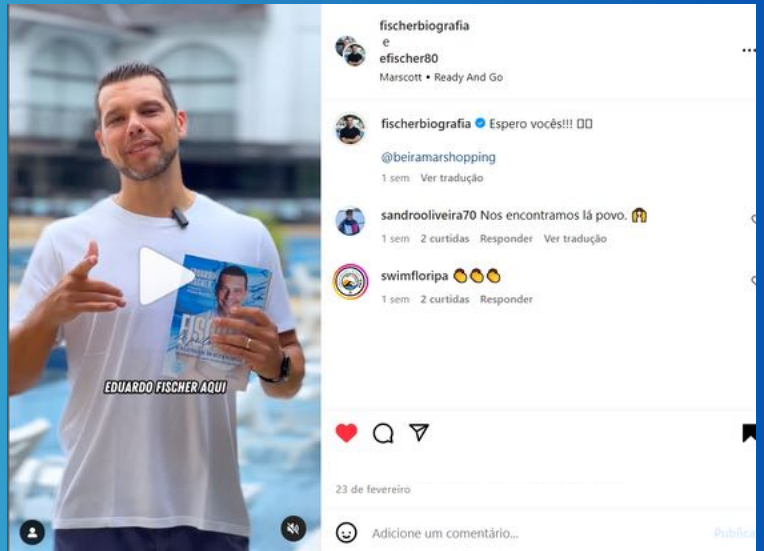 fischerbiografia
e
efischer80
Marscott • Ready And Go
fischerbiografia Espero vocês!!!
@beiramarshopping
1 sem Ver tradução
sandrooliveira70 Nos encontramos lá povo.
1 sem 2 curtidas Responder Ver tradução
swimfloripa
1 sem 2 curtidas Responder
EDUARDO
FISCHER
EDUARDO FISCHER AQUI
23 de fevereiro
Adicione um comentário...